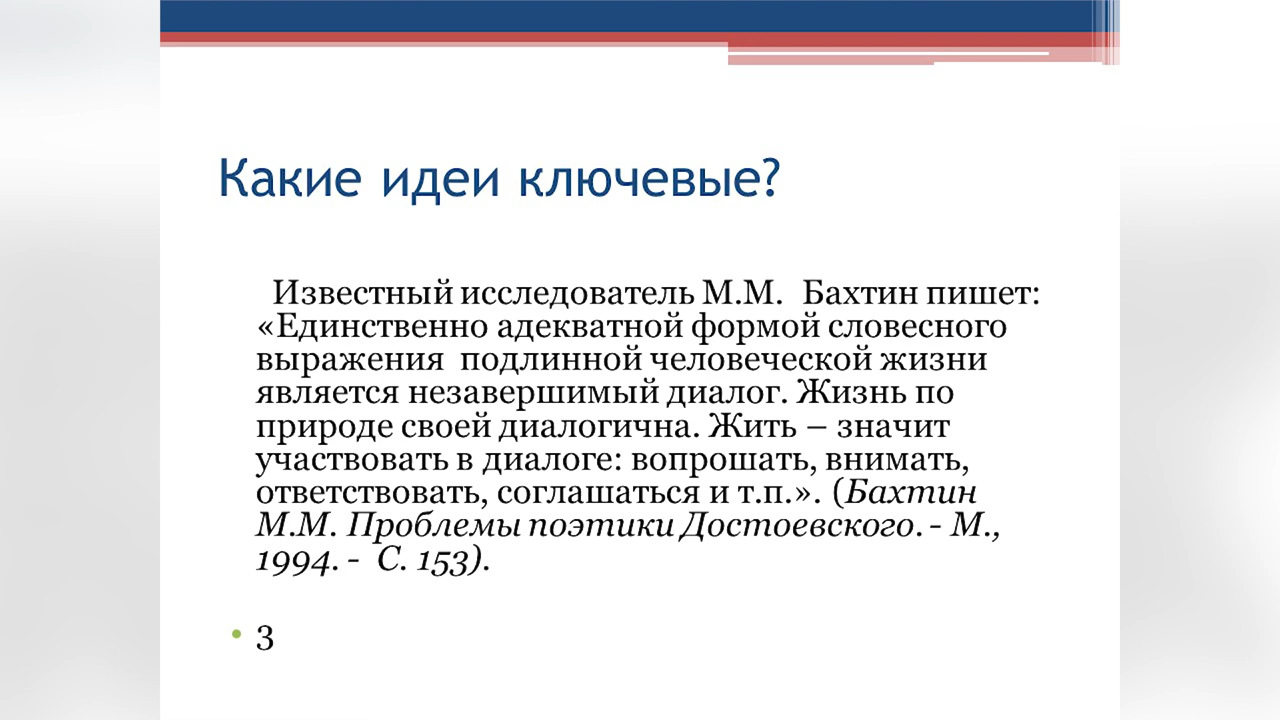 Какие идеи ключевые?
Известный исследователь М.М. Бахтин пишет:
«Единственно адекватной формой словесного
выражения подлинной человеческой жизни
является незавершимый диалог. Жизнь по
природе своей диалогична. Жить – значит
участвовать в диалоге: вопрошать, внимать,
ответствовать, соглашаться и т.п.». (Бахтин
М.М. Проблемы поэтики Достоевского. - М.,
1994. - С. 153).
• 3